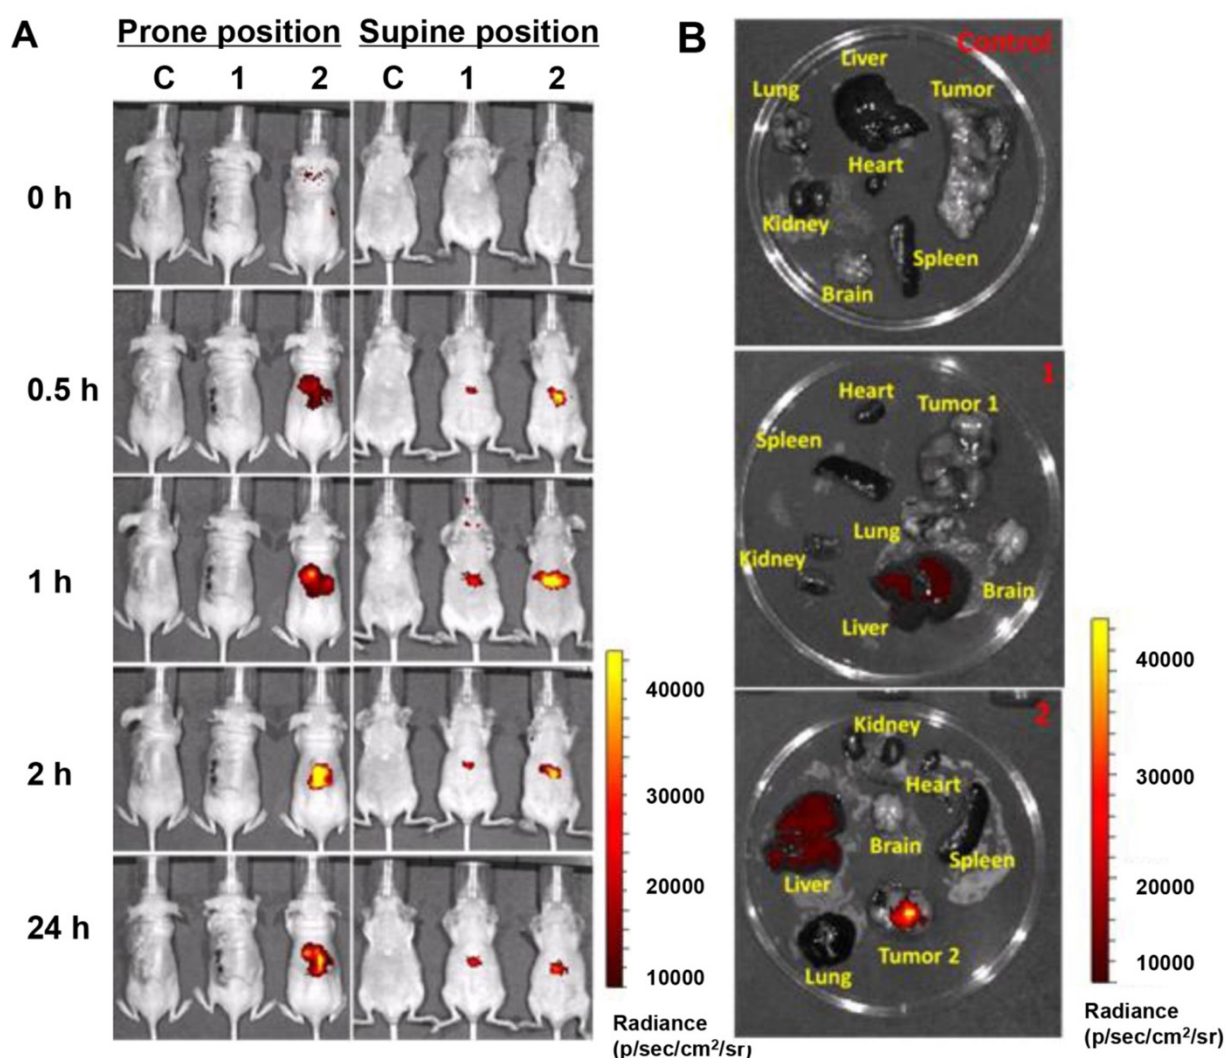 A
Prone position
Supine position
C 1 2
C 1 2
0 h
0.5 h
1 h
2 h
24 h
40000
30000
20000
10000
Radiance
(p/sec/cm²/sr)
B
Control
Liver
Lung
Tumor
Heart
Kidney
Spleen
Brain
1
Heart
Tumor 1
Spleen
Lung
Kidney
Brain
Liver
2
Kidney
Heart
Brain
Spleen
Liver
Tumor 2
Lung
40000
30000
20000
10000
Radiance
(p/sec/cm²/sr)